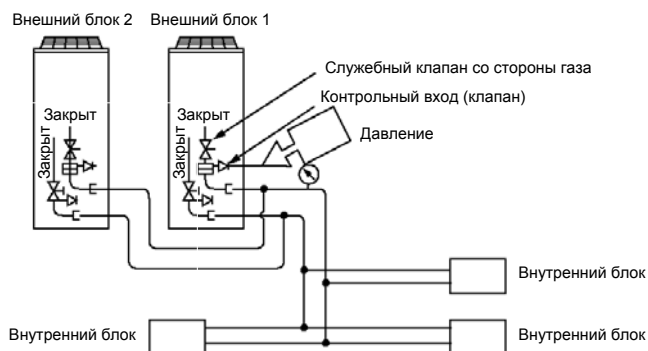 Внешний блок 2
Внешний блок 1
Служебный клапан со стороны газа
Контрольный вход (клапан)
Закрыт
Закрыт
Давление
Закрыт
Закрыт
Внутренний блок
Внутренний блок
Внутренний блок